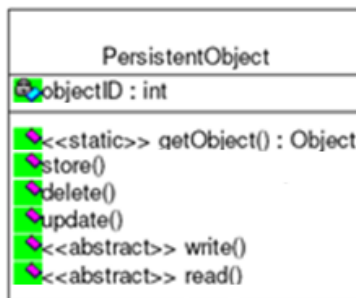 PersistentObject
objectID : int
<<static>> getObject() : Object
store()
delete()
update()
<<abstract>> write()
<<abstract>> read()